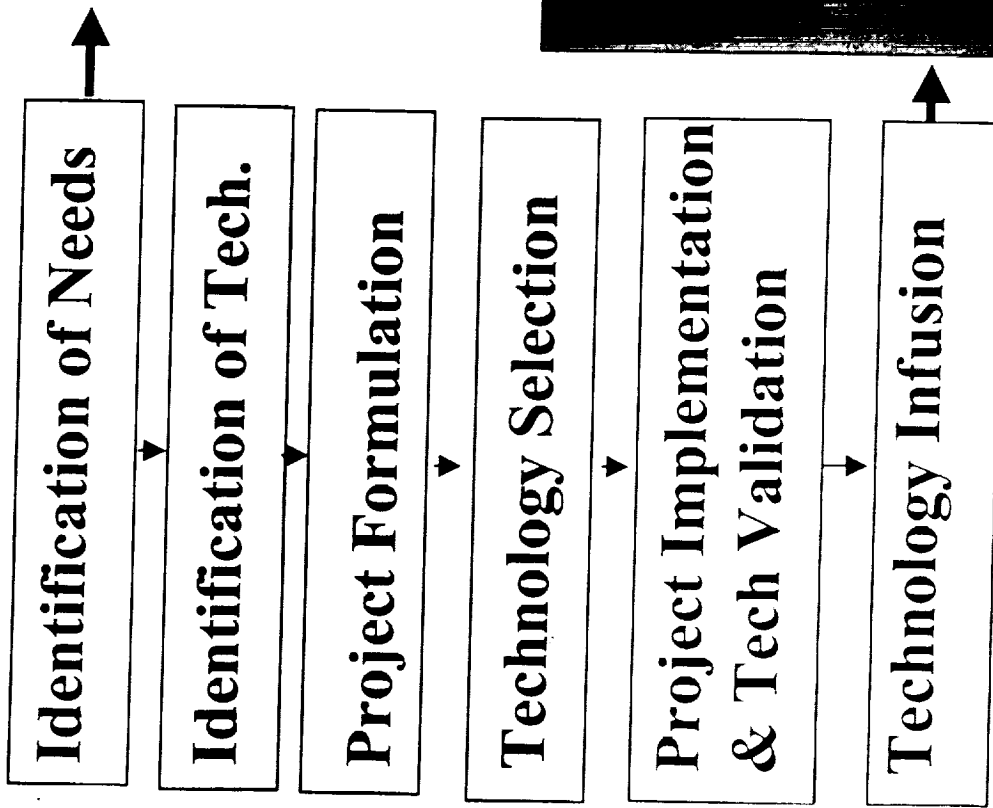 Identification of Needs
Identification of Tech.
Project Formulation
Technology Selection
Project Implementation
& Tech Validation
Technology Infusion